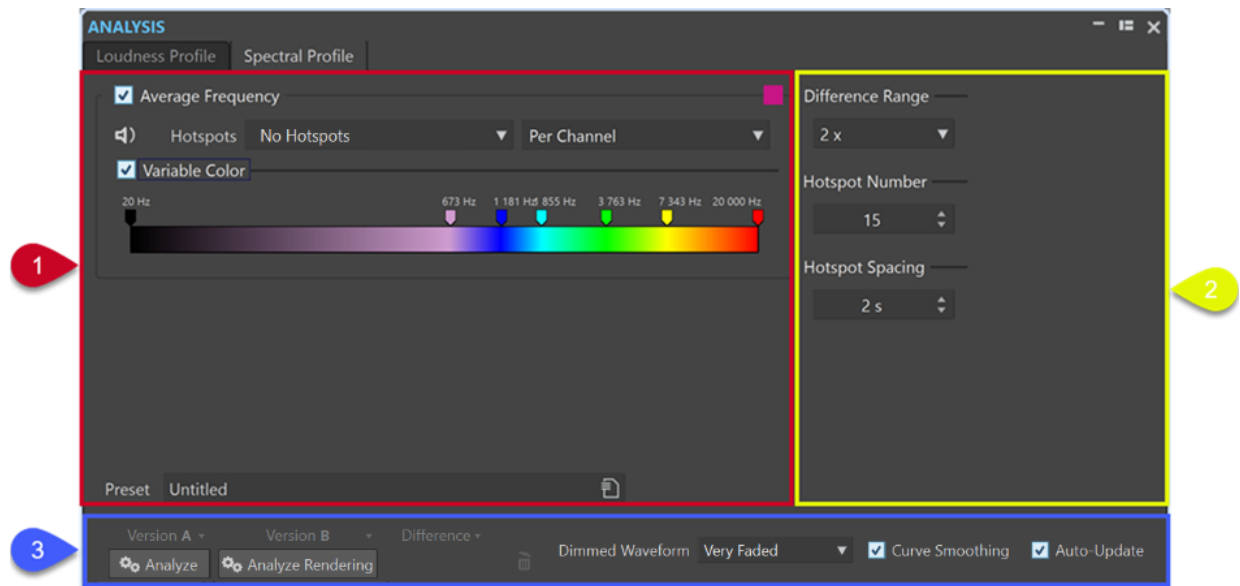 ANALYSIS
Loudness Profile Spectral Profile
Average Frequency
Hotspots No Hotspots Per Channel
Variable Color
20 Hz 673 Hz 1 181 Hz 855 Hz 3 763 Hz 7 343 Hz 20 000 Hz
Preset Untitled
1
Difference Range
2 x
Hotspot Number
15
Hotspot Spacing
2 s
2
3
Version A Version B Difference
Analyze Analyze Rendering
Dimmed Waveform Very Faded Curve Smoothing Auto-Update